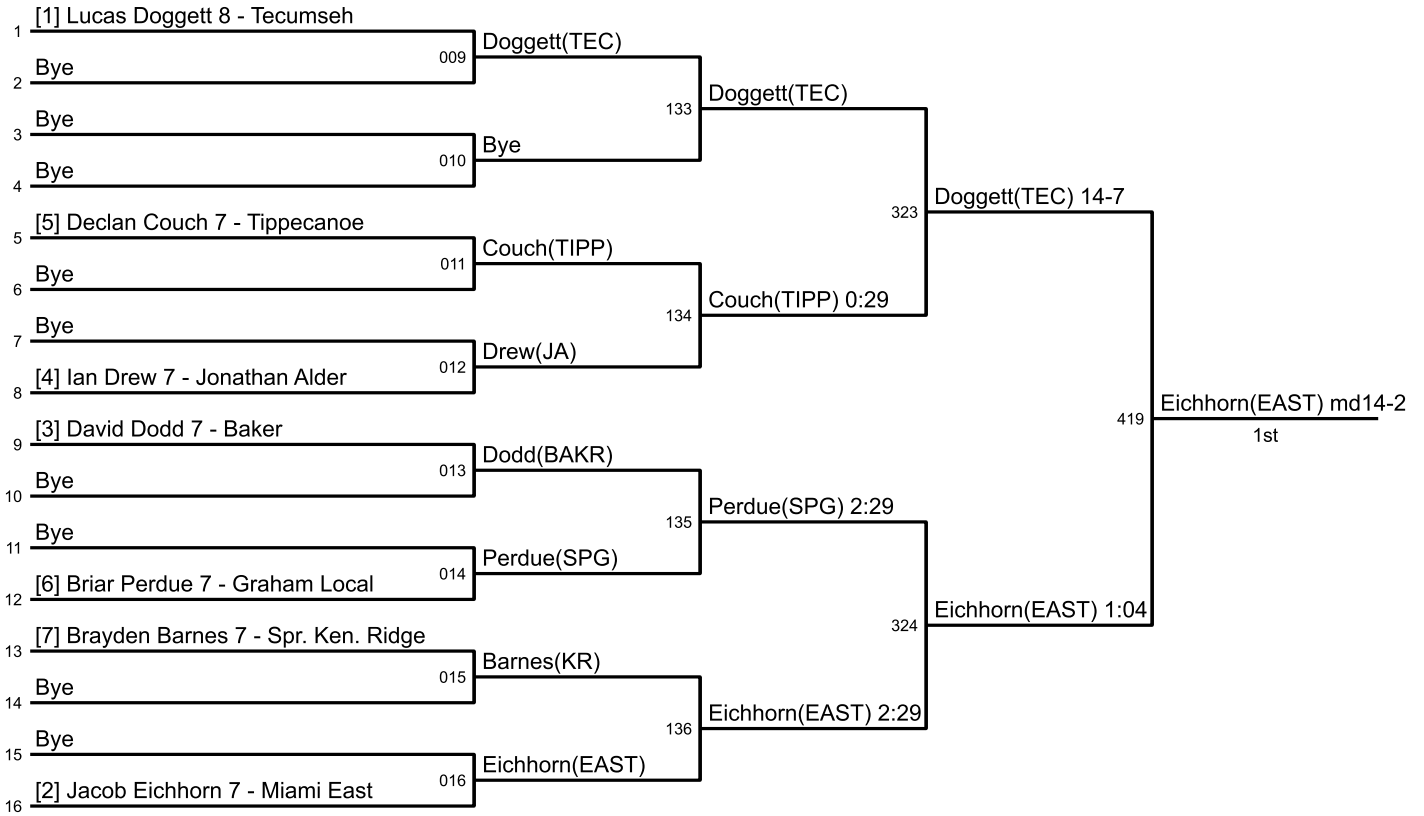 [1] Lucas Doggett 8 - Tecumseh
1
Doggett(TEC)
009
Bye
2
Doggett(TEC)
133
Bye
3
Bye
010
Bye
4
Doggett(TEC) 14-7
323
[5] Declan Couch 7 - Tippecanoe
5
Couch(TIPP)
011
Bye
6
Couch(TIPP) 0:29
134
Bye
7
Drew(JA)
012
[4] Ian Drew 7 - Jonathan Alder
8
Eichhorn(EAST) md14-2
419
1st
[3] David Dodd 7 - Baker
9
Dodd(BAKR)
013
Bye
10
Perdue(SPG) 2:29
135
Bye
11
Perdue(SPG)
014
[6] Briar Perdue 7 - Graham Local
12
Eichhorn(EAST) 1:04
324
[7] Brayden Barnes 7 - Spr. Ken. Ridge
13
Barnes(KR)
015
Bye
14
Eichhorn(EAST) 2:29
136
Bye
15
Eichhorn(EAST)
016
[2] Jacob Eichhorn 7 - Miami East
16